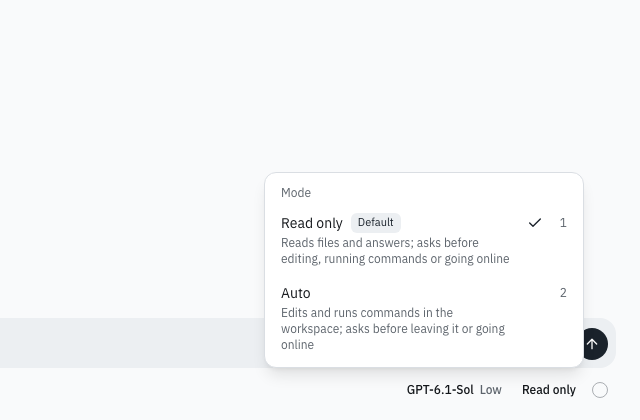 Mode
Read only Default 1
Reads files and answers; asks before
editing, running commands or going online
Auto 2
Edits and runs commands in the
workspace; asks before leaving it or going
online
GPT-6.1-Sol Low Read only